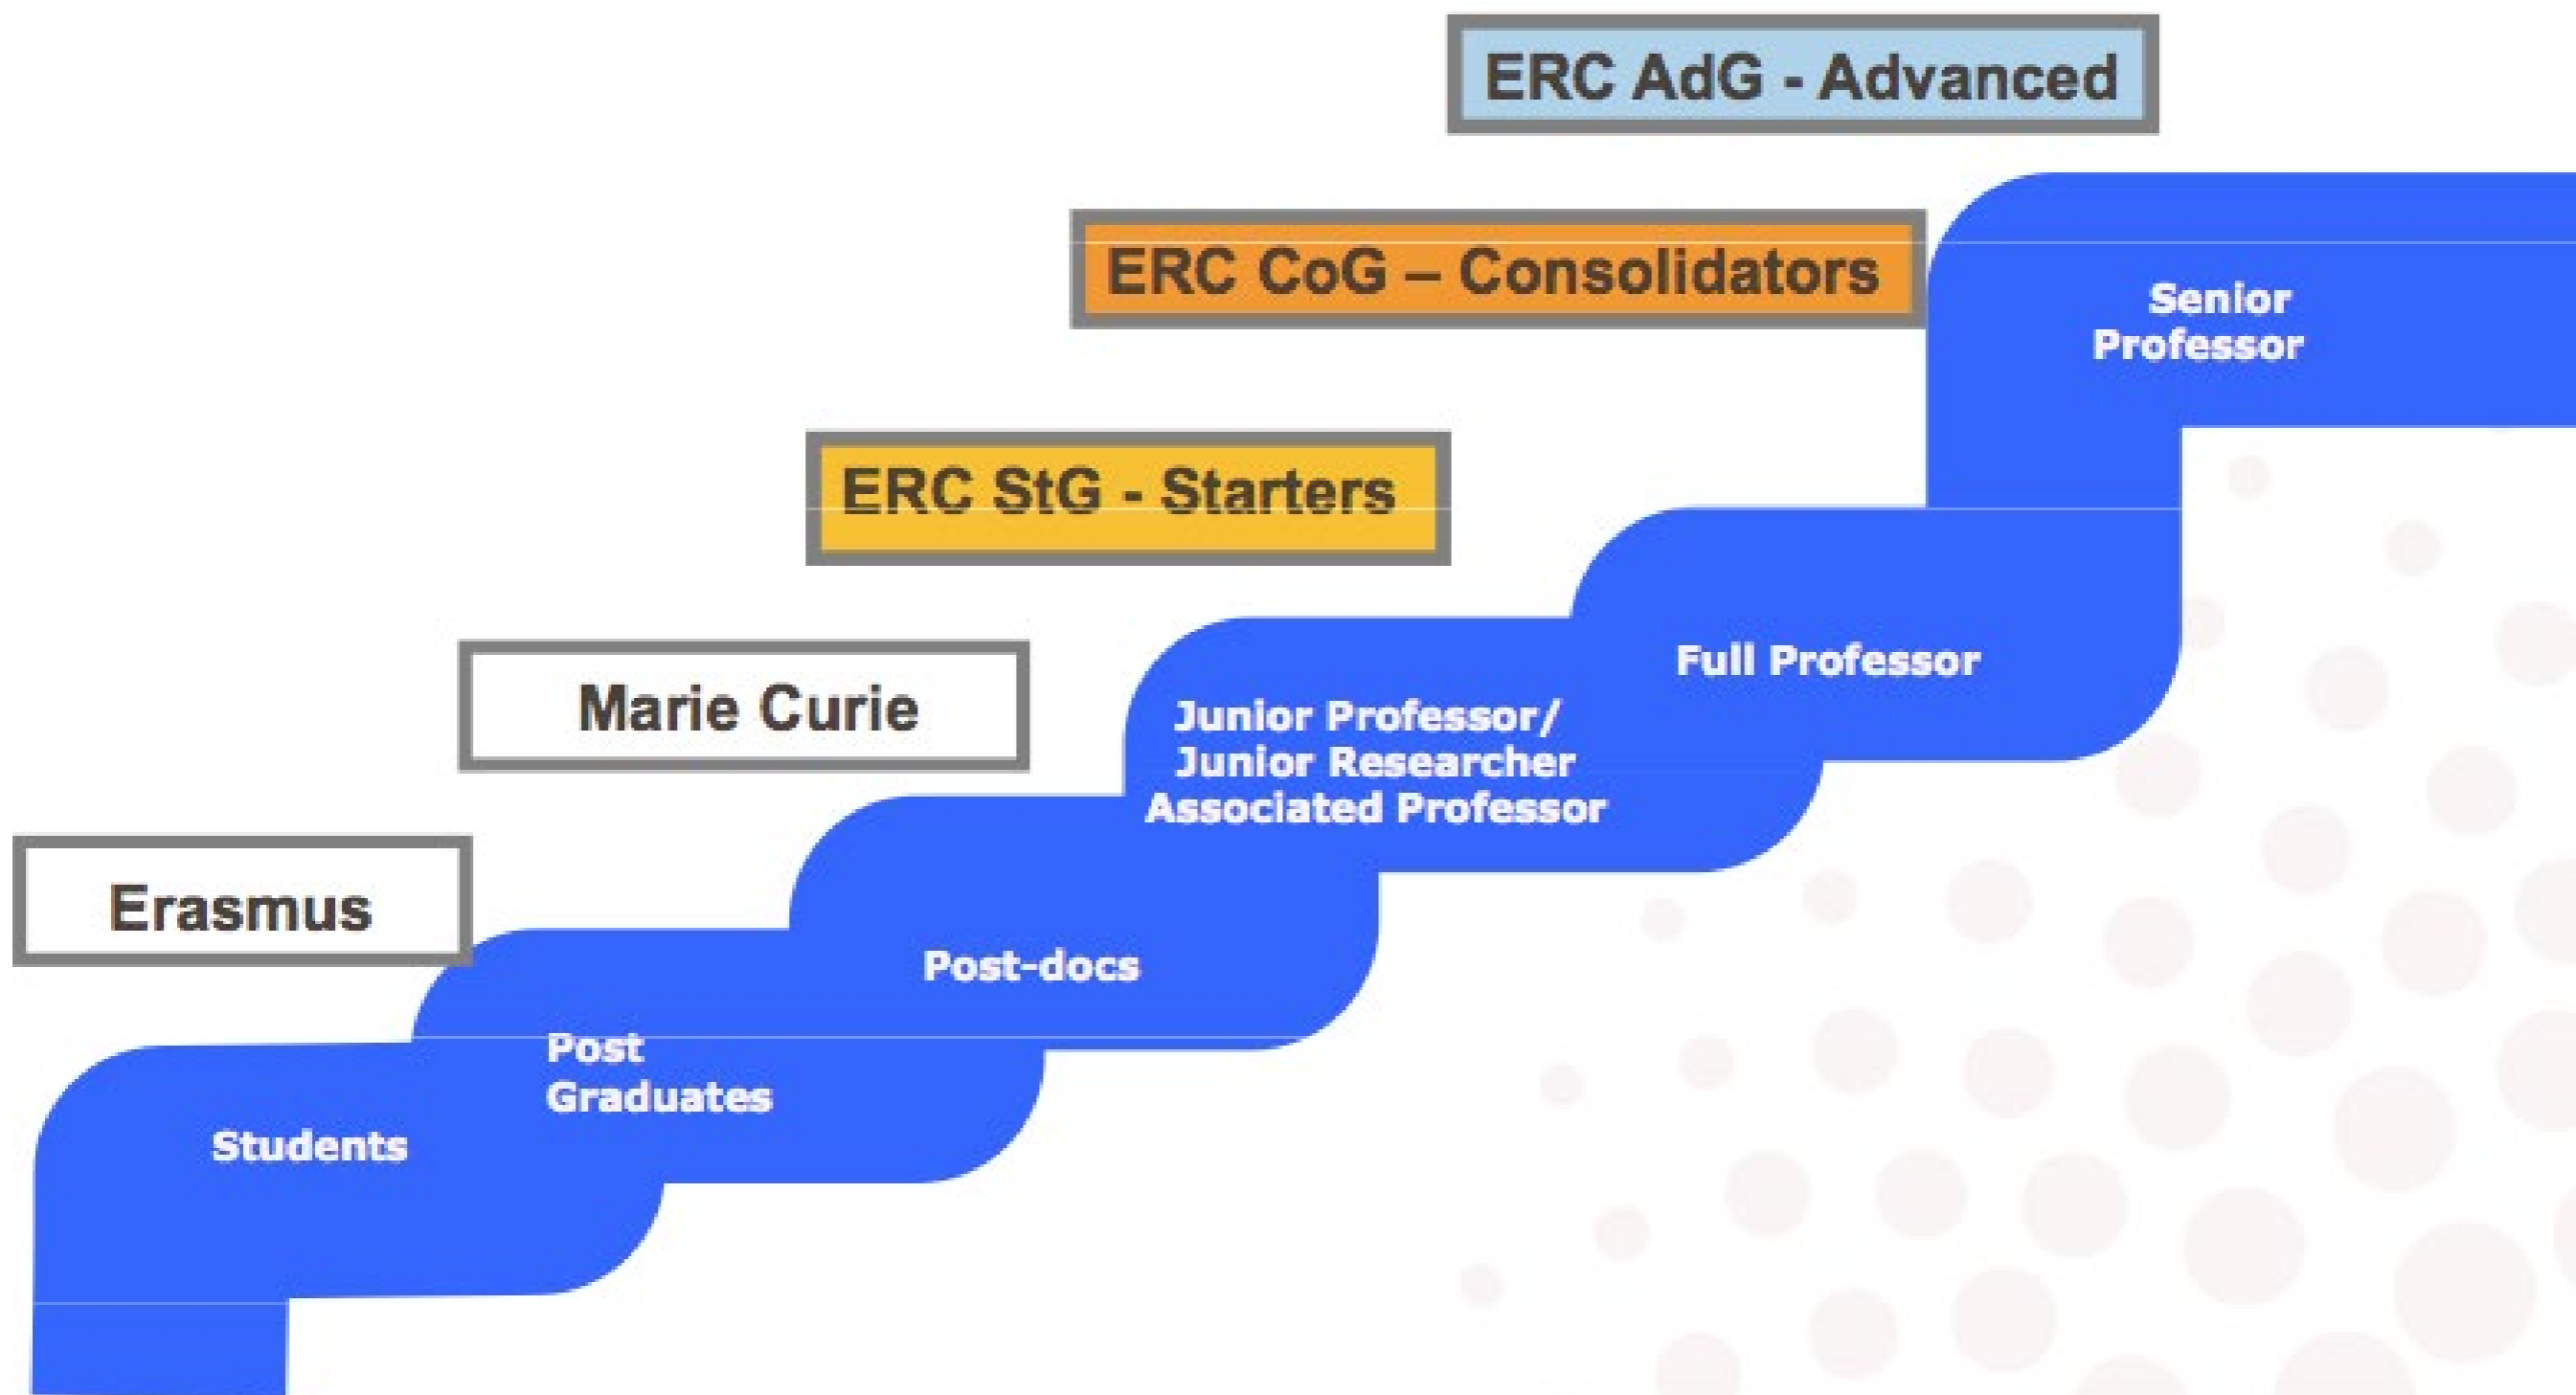 ERC AdG - Advanced
ERC CoG – Consolidators
Senior
Professor
ERC StG - Starters
Full Professor
Marie Curie
Junior Professor/
Junior Researcher
Associated Professor
Erasmus
Post-docs
Post
Graduates
Students